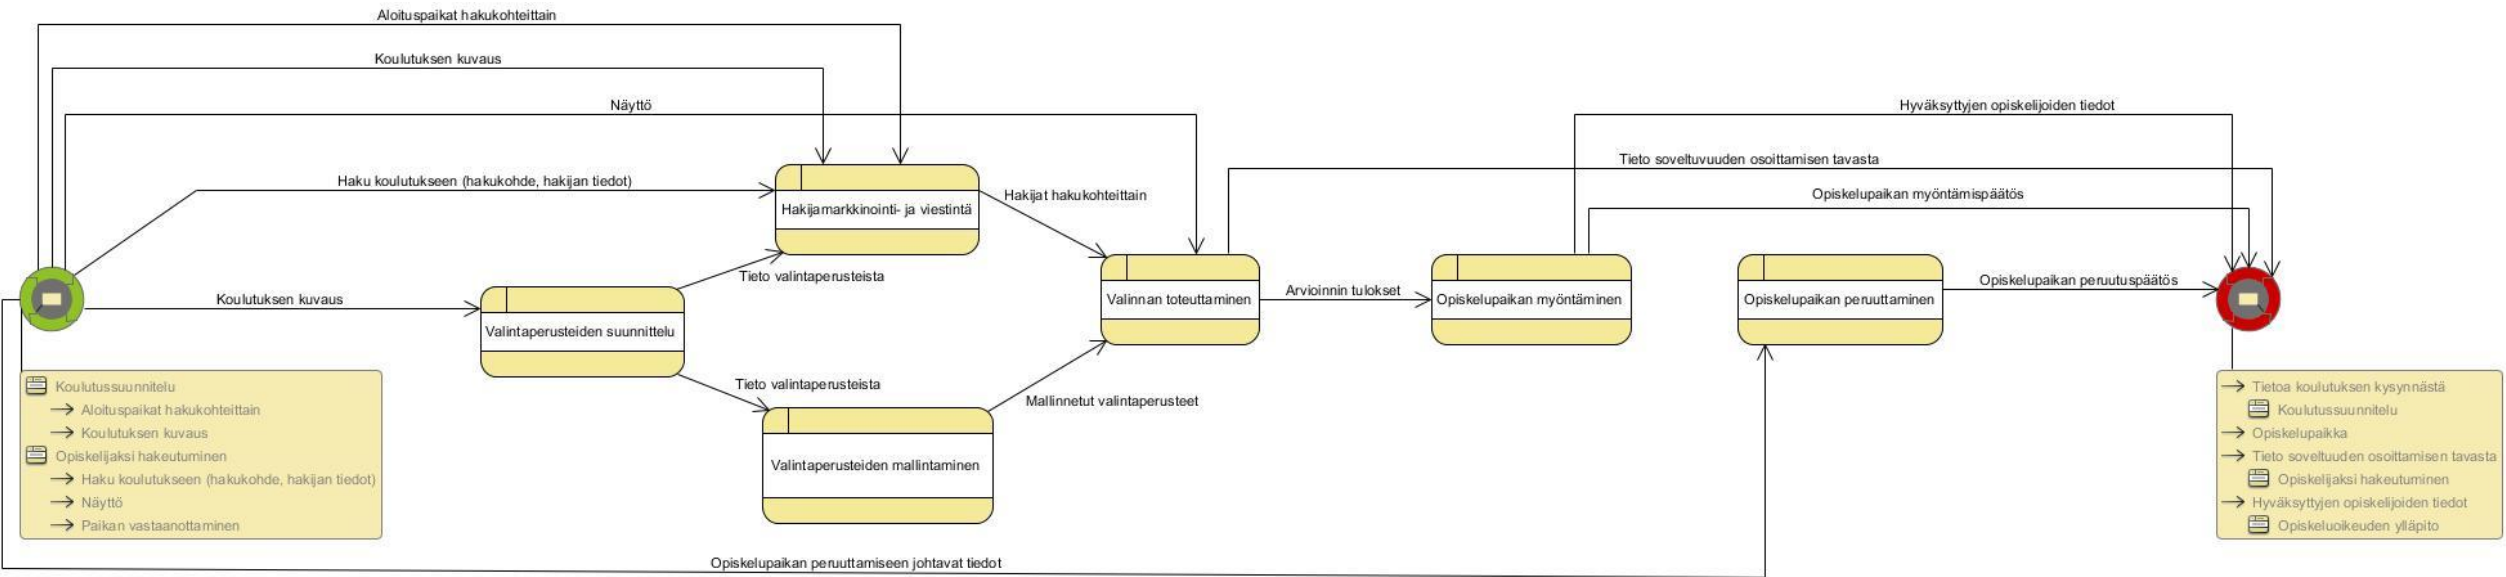 Aloituspaikat hakukohteittain
Koulutuksen kuvaus
Näyttö
Hyväksyttyjen opiskelijoiden tiedot
Tieto soveltuvuuden osoittamisen tavasta
Haku koulutukseen (hakukohde, hakijan tiedot)
Hakijat hakukohteittain
Opiskelupaikan myöntämispäätös
Hakijamarkkinointi- ja viestintä
Tieto valintaperusteista
Opiskelupaikan peruutuspäätös
Koulutuksen kuvaus
Arvioinnin tulokset
Valinnan toteuttaminen
Opiskelupaikan myöntäminen
Opiskelupaikan peruuttaminen
Valintaperusteiden suunnittelu
Tieto valintaperusteista
Mallinnetut valintaperusteet
Valintaperusteiden mallintaminen
Koulutussuunnitelu
Aloituspaikat hakukohteittain
Koulutuksen kuvaus
Opiskelijaksi hakeutuminen
Haku koulutukseen (hakukohde, hakijan tiedot)
Näyttö
Paikan vastaanottaminen
Tietoa koulutuksen kysynnästä
Koulutussuunnitelu
Opiskelupaikka
Tieto soveltuuden osoittamisen tavasta
Opiskelijaksi hakeutuminen
Hyväksyttyjen opiskelijoiden tiedot
Opiskeluoikeuden ylläpito
Opiskelupaikan peruuttamiseen johtavat tiedot